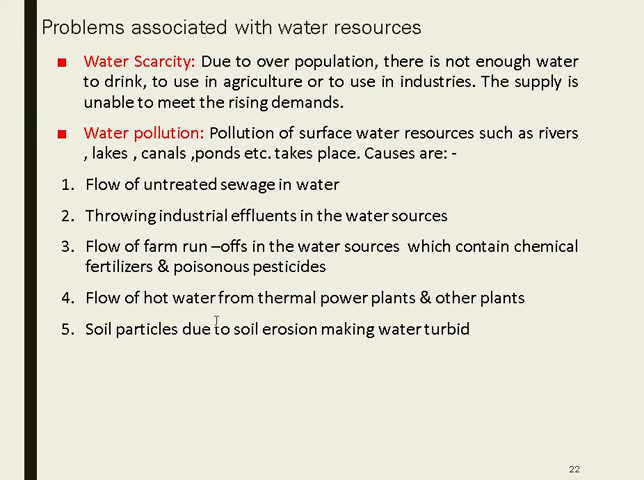 Problems associated with water resources
■ Water Scarcity: Due to over population, there is not enough water
to drink, to use in agriculture or to use in industries. The supply is
unable to meet the rising demands.
■ Water pollution: Pollution of surface water resources such as rivers
, lakes , canals ,ponds etc. takes place. Causes are: -
1. Flow of untreated sewage in water
2. Throwing industrial effluents in the water sources
3. Flow of farm run –offs in the water sources which contain chemical
fertilizers & poisonous pesticides
4. Flow of hot water from thermal power plants & other plants
5. Soil particles due to soil erosion making water turbid
22